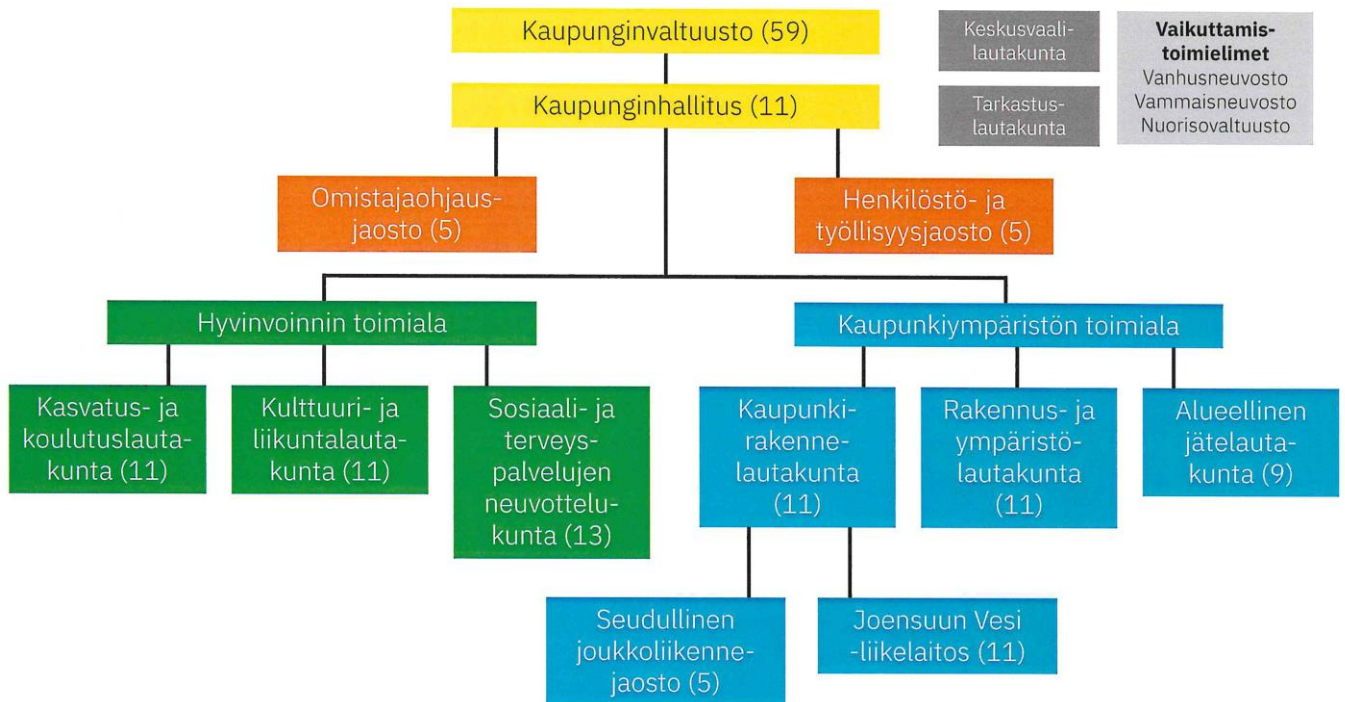 Kaupunginvaltuusto (59)
Kaupunginhallitus (11)
Keskusvaali-
lautakunta
Tarkastus-
lautakunta
Vaikuttamis-
toimielimet
Vanhusneuvosto
Vammaisneuvosto
Nuorisovaltuusto
Omistajaohjaus-
jaosto (5)
Henkilöstö- ja
työllisyysjaosto (5)
Hyvinvoinnin toimiala
Kaupunkiympäristön toimiala
Kasvatus- ja
koulutuslauta-
kunta (11)
Kulttuuri- ja
liikuntalauta-
kunta (11)
Sosiaali- ja
terveys-
palvelujen
neuvottelu-
kunta (13)
Kaupunki-
rakenne-
lautakunta
(11)
Rakennus- ja
ympäristö-
lautakunta
(11)
Alueellinen
jätelauta-
kunta (9)
Seudullinen
joukkoliikenne-
jaosto (5)
Joensuun Vesi
-liikelaitos (11)